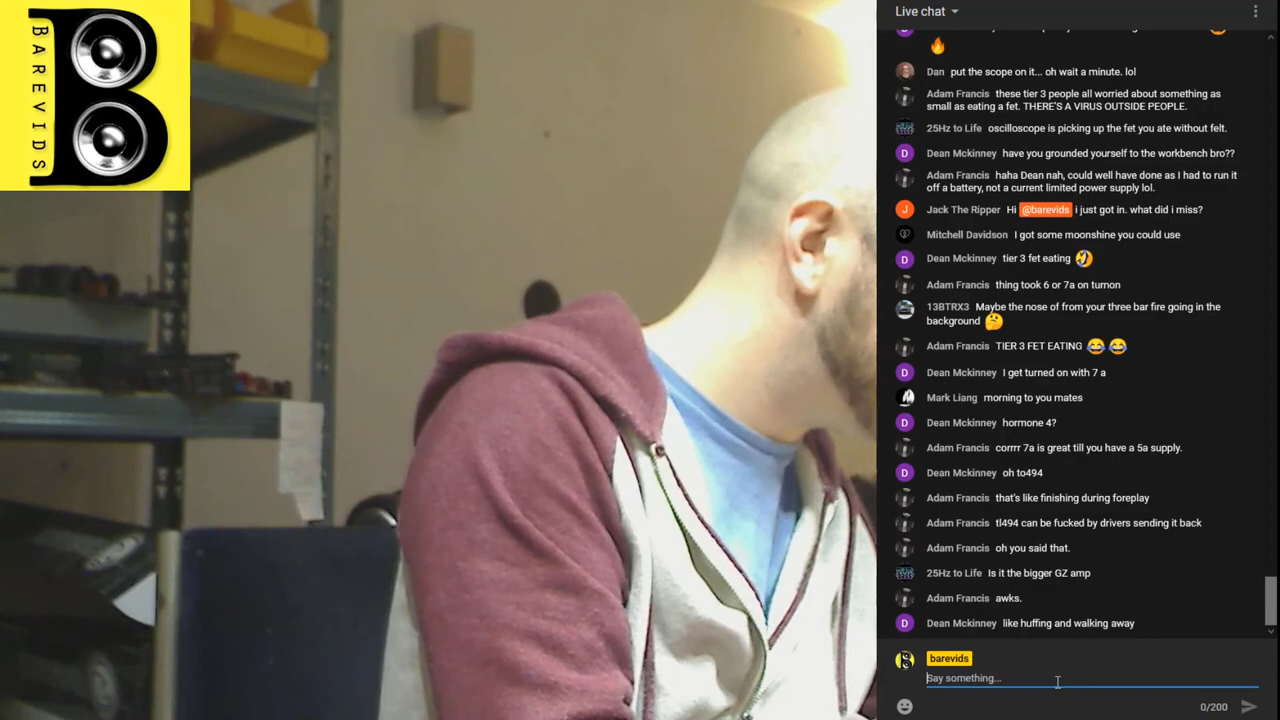 BAREVIDS
Live chat
Dan put the scope on it... oh wait a minute. lol
Adam Francis these tier 3 people all worried about something as
small as eating a fet. THERE'S A VIRUS OUTSIDE PEOPLE.
25Hz to Life oscilloscope is picking up the fet you ate without felt.
D Dean Mckinney have you grounded yourself to the workbench bro??
Adam Francis haha Dean nah, could well have done as I had to run it
off a battery, not a current limited power supply lol.
J Jack The Ripper Hi @barevids i just got in. what did i miss?
Mitchell Davidson I got some moonshine you could use
D Dean Mckinney tier 3 fet eating 🤣
Adam Francis thing took 6 or 7a on turnon
13BTRX3 Maybe the nose of from your three bar fire going in the
background 🤔
Adam Francis TIER 3 FET EATING 😂 😂
D Dean Mckinney I get turned on with 7 a
Mark Liang morning to you mates
D Dean Mckinney hormone 4?
Adam Francis corrrr 7a is great till you have a 5a supply.
D Dean Mckinney oh to494
Adam Francis that's like finishing during foreplay
Adam Francis tl494 can be fucked by drivers sending it back
Adam Francis oh you said that.
25Hz to Life Is it the bigger GZ amp
Adam Francis awks.
D Dean Mckinney like huffing and walking away
barevids
Say something...
0/200